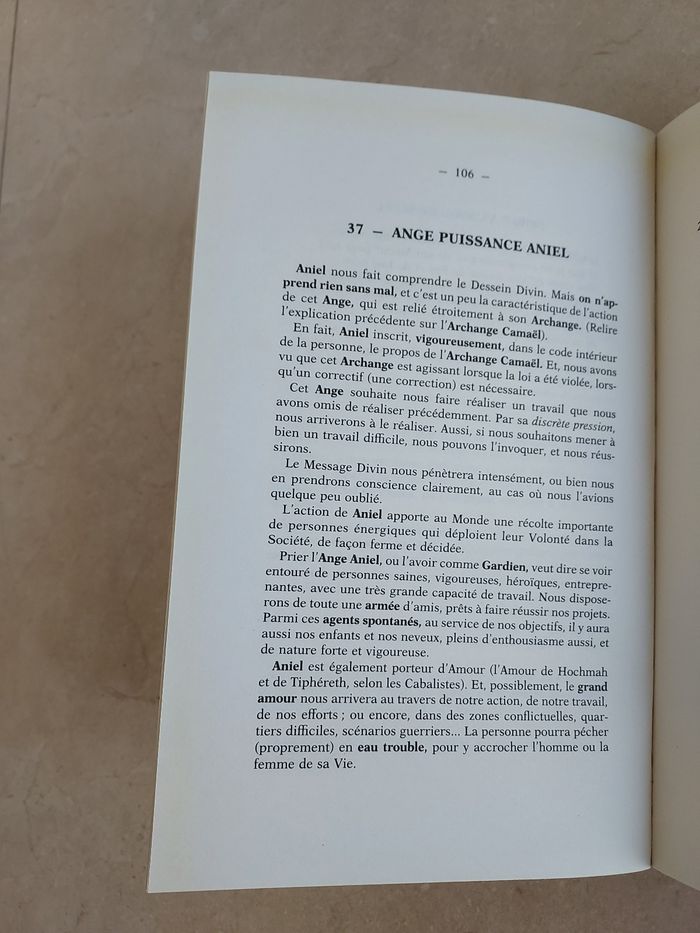 – 106 –
37 – ANGE PUISSANCE ANIEL
Aniel nous fait comprendre le Dessein Divin. Mais on n'ap-
prend rien sans mal, et c'est un peu la caractéristique de l'action
de cet Ange, qui est relié étroitement à son Archange. (Relire
l'explication précédente sur l'Archange Camaël).
En fait, Aniel inscrit, vigoureusement, dans le code intérieur
de la personne, le propos de l'Archange Camaël. Et, nous avons
vu que cet Archange est agissant lorsque la loi a été violée, lors-
qu'un correctif (une correction) est nécessaire.
Cet Ange souhaite nous faire réaliser un travail que nous
avons omis de réaliser précédemment. Par sa discrète pression,
nous arriverons à le réaliser. Aussi, si nous souhaitons mener à
bien un travail difficile, nous pouvons l'invoquer, et nous réus-
sirons.
Le Message Divin nous pénètrera intensément, ou bien nous
en prendrons conscience clairement, au cas où nous l'avions
quelque peu oublié.
L'action de Aniel apporte au Monde une récolte importante
de personnes énergiques qui déploient leur Volonté dans la
Société, de façon ferme et décidée.
Prier l'Ange Aniel, ou l'avoir comme Gardien, veut dire se voir
entouré de personnes saines, vigoureuses, héroïques, entrepre-
nantes, avec une très grande capacité de travail. Nous dispose-
rons de toute une armée d'amis, prêts à faire réussir nos projets.
Parmi ces agents spontanés, au service de nos objectifs, il y aura
aussi nos enfants et nos neveux, pleins d'enthousiasme aussi, et
de nature forte et vigoureuse.
Aniel est également porteur d'Amour (l'Amour de Hochmah
et de Tiphéreth, selon les Cabalistes). Et, possiblement, le grand
amour nous arrivera au travers de notre action, de notre travail,
de nos efforts ; ou encore, dans des zones conflictuelles, quar-
tiers difficiles, scénarios guerriers... La personne pourra pécher
(proprement) en eau trouble, pour y accrocher l'homme ou la
femme de sa Vie.